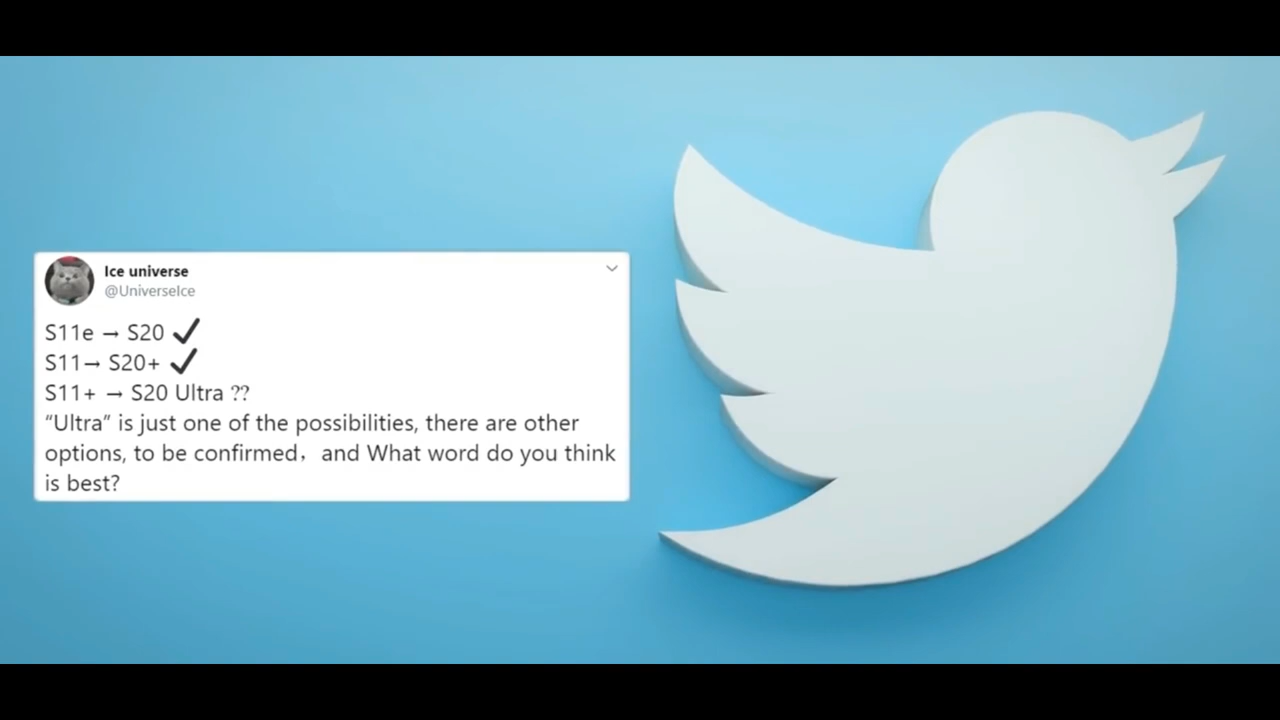 Ice universe
@UniverseIce
S11e → S20 ✔
S11→ S20+ ✔
S11+ → S20 Ultra ??
“Ultra” is just one of the possibilities, there are other
options, to be confirmed，and What word do you think
is best?